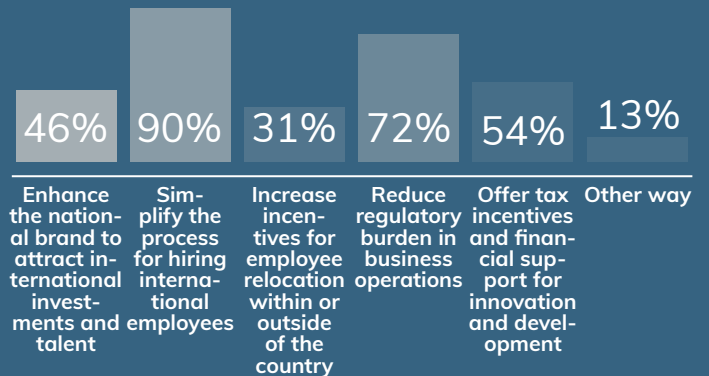 46%
90%
31%
72%
54%
13%
Enhance
the nation-
al brand to
attract in-
ternational
invest-
ments and
talent
Sim-
plify the
process
for hiring
interna-
tional
employees
Increase
incen-
tives for
employee
relocation
within or
outside
of the
country
Reduce
regulatory
burden in
business
operations
Offer tax
incentives
and finan-
cial sup-
port for
innovation
and devel-
opment
Other way